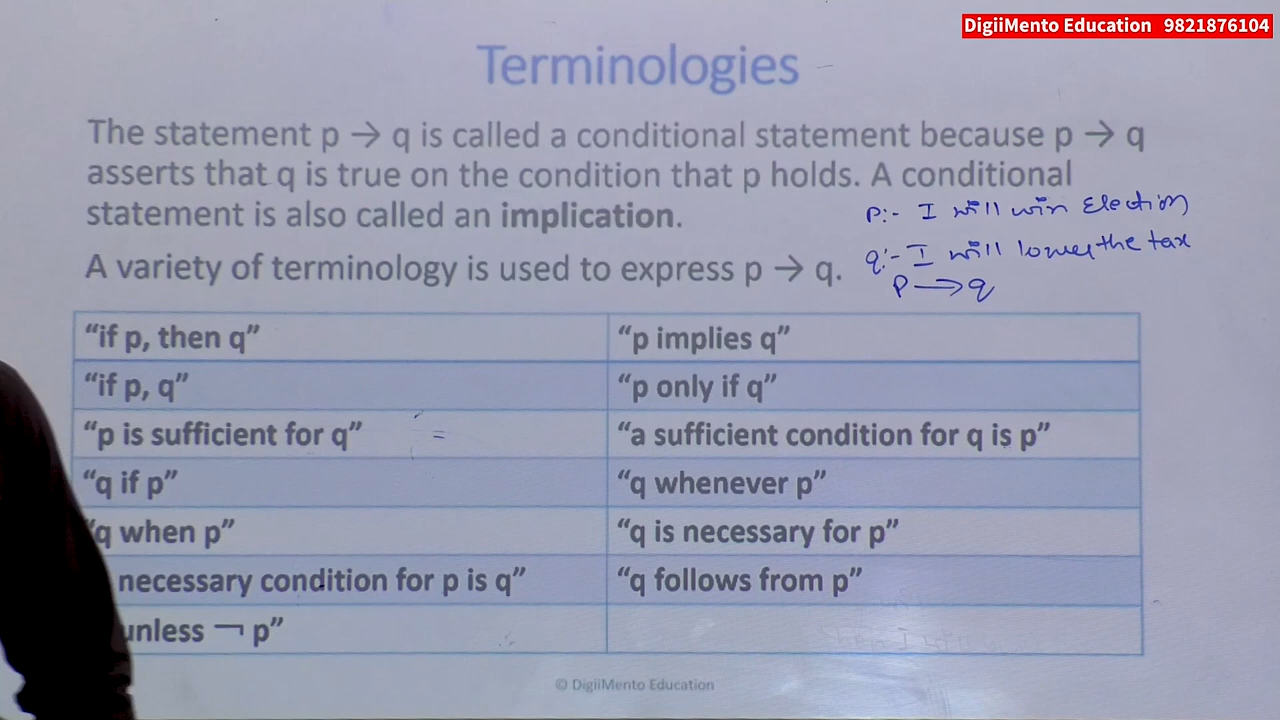 DigiiMento Education 9821876104
Terminologies
The statement p → q is called a conditional statement because p → q
asserts that q is true on the condition that p holds. A conditional
statement is also called an implication.
P:- I will win Election
q:- I will lower the tax
P → q
A variety of terminology is used to express p → q.
“if p, then q” “p implies q”
“if p, q” “p only if q”
“p is sufficient for q” = “a sufficient condition for q is p”
“q if p” “q whenever p”
“q when p” “q is necessary for p”
necessary condition for p is q” “q follows from p”
unless ¬ p”
© DigiiMento Education